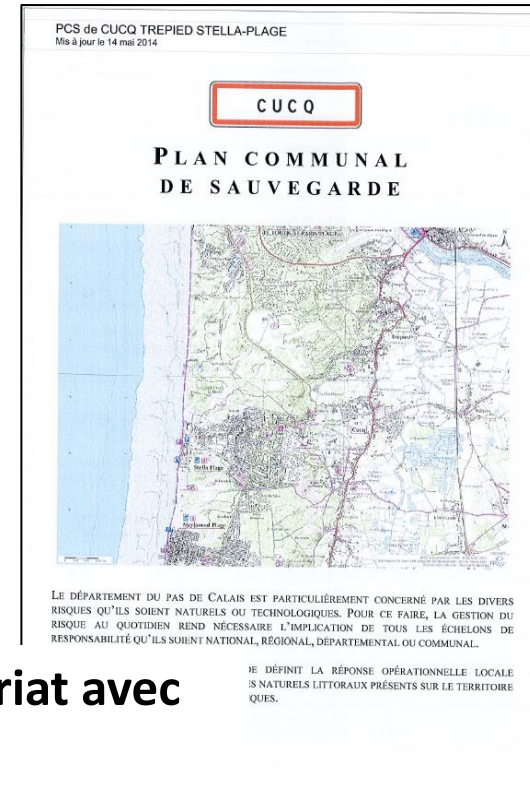 PCS de CUCQ TREPIED STELLA-PLAGE
Mis à jour le 14 mai 2014
CUCQ
PLAN COMMUNAL
DE SAUVEGARDE
Cucq
Stella Plage
Merlimont Plage
LE DÉPARTEMENT DU PAS DE CALAIS EST PARTICULIÈREMENT CONCERNÉ PAR LES DIVERS
RISQUES QU'ILS SOIENT NATURELS OU TECHNOLOGIQUES. POUR CE FAIRE, LA GESTION DU
RISQUE AU QUOTIDIEN REND NÉCESSAIRE L'IMPLICATION DE TOUS LES ÉCHELONS DE
RESPONSABILITÉ QU'ILS SOIENT NATIONAL, RÉGIONAL, DÉPARTEMENTAL OU COMMUNAL.
riat avec
DÉFINIT LA RÉPONSE OPÉRATIONNELLE LOCALE
NATURELS LITTORAUX PRÉSENTS SUR LE TERRITOIRE
QUES.